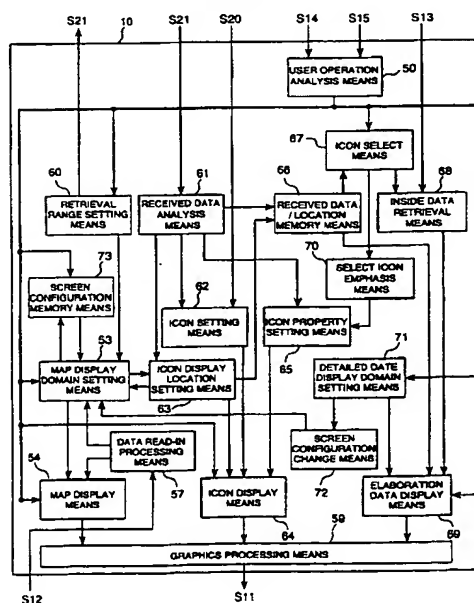 S21
10
S21
S20
S14
S15
S13
USER OPERATION
ANALYSIS MEANS
50
67
ICON SELECT
MEANS
60
61
66
68
RETRIEVAL
RANGE SETTING
MEANS
RECEIVED DATA
ANALYSIS MEANS
RECEIVED DATA
/ LOCATION
MEMORY MEANS
INSIDE DATA
RETRIEVAL
MEANS
73
70
SCREEN
CONFIGURATION
MEMORY MEANS
62
SELECT ICON
EMPHASIS MEANS
53
ICON SETTING
MEANS
ICON PROPERTY
SETTING MEANS
71
65
MAP DISPLAY
DOMAIN SETTING
MEANS
ICON DISPLAY
LOCATION
SETTING MEANS
DETAILED DATE
DISPLAY DOMAIN
SETTING MEANS
63
54
DATA READ-IN
PROCESSING
MEANS
SCREEN
CONFIGURATION
CHANGE MEANS
57
72
MAP DISPLAY
MEANS
ICON DISPLAY
MEANS
ELABORATION
DATA DISPLAY
MEANS
64
59
69
GRAPHICS PROCESSING MEANS
S12
S11